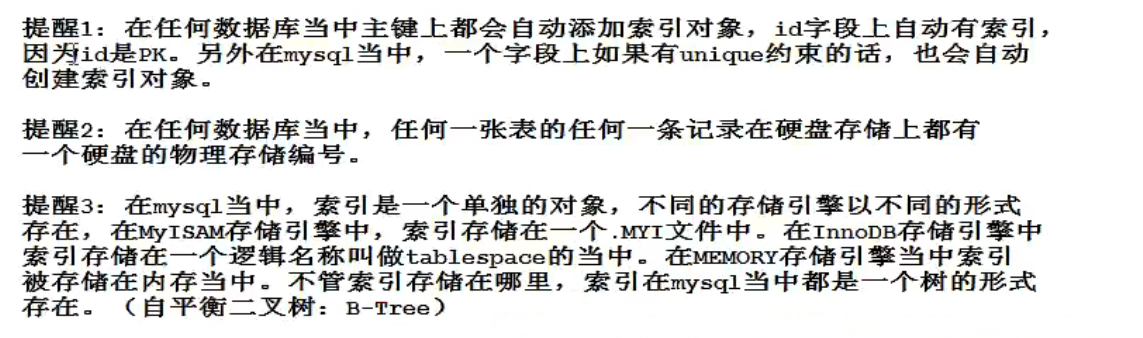 提醒1：在任何数据库当中主键上都会自动添加索引对象，id字段上自动有索引，
因为id是PK。另外在mysql当中，一个字段上如果有unique约束的话，也会自动
创建索引对象。
提醒2：在任何数据库当中，任何一张表的任何一条记录在硬盘存储上都有
一个硬盘的物理存储编号。
提醒3：在mysql当中，索引是一个单独的对象，不同的存储引擎以不同的形式
存在，在MyISAM存储引擎中，索引存储在一个.MYI文件中。在InnoDB存储引擎中
索引存储在一个逻辑名称叫做tablespace的当中。在MEMORY存储引擎当中索引
被存储在内存当中。不管索引存储在哪里，索引在mysql当中都是一个树的形式
存在。（自平衡二叉树：B-Tree）